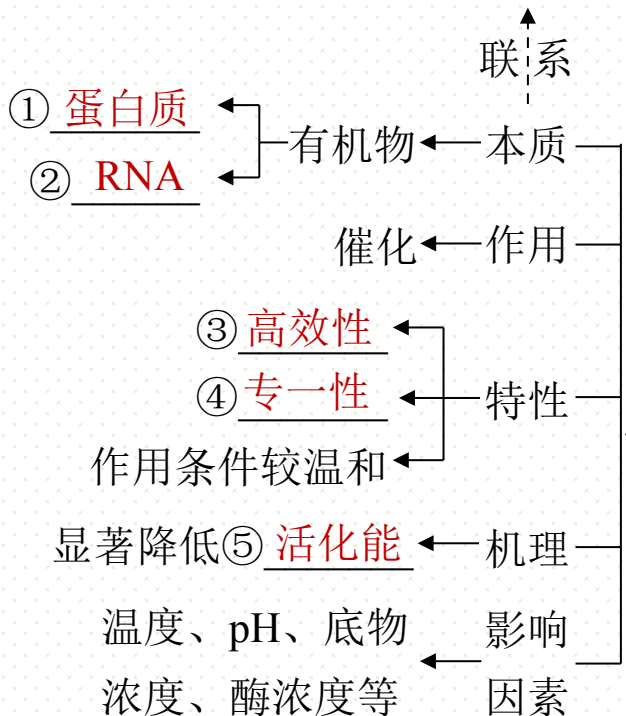 联系
①蛋白质
有机物 本质
②RNA
催化 作用
③高效性
④专一性 特性
作用条件较温和
显著降低⑤活化能 机理
温度、pH、底物 影响
浓度、酶浓度等 因素